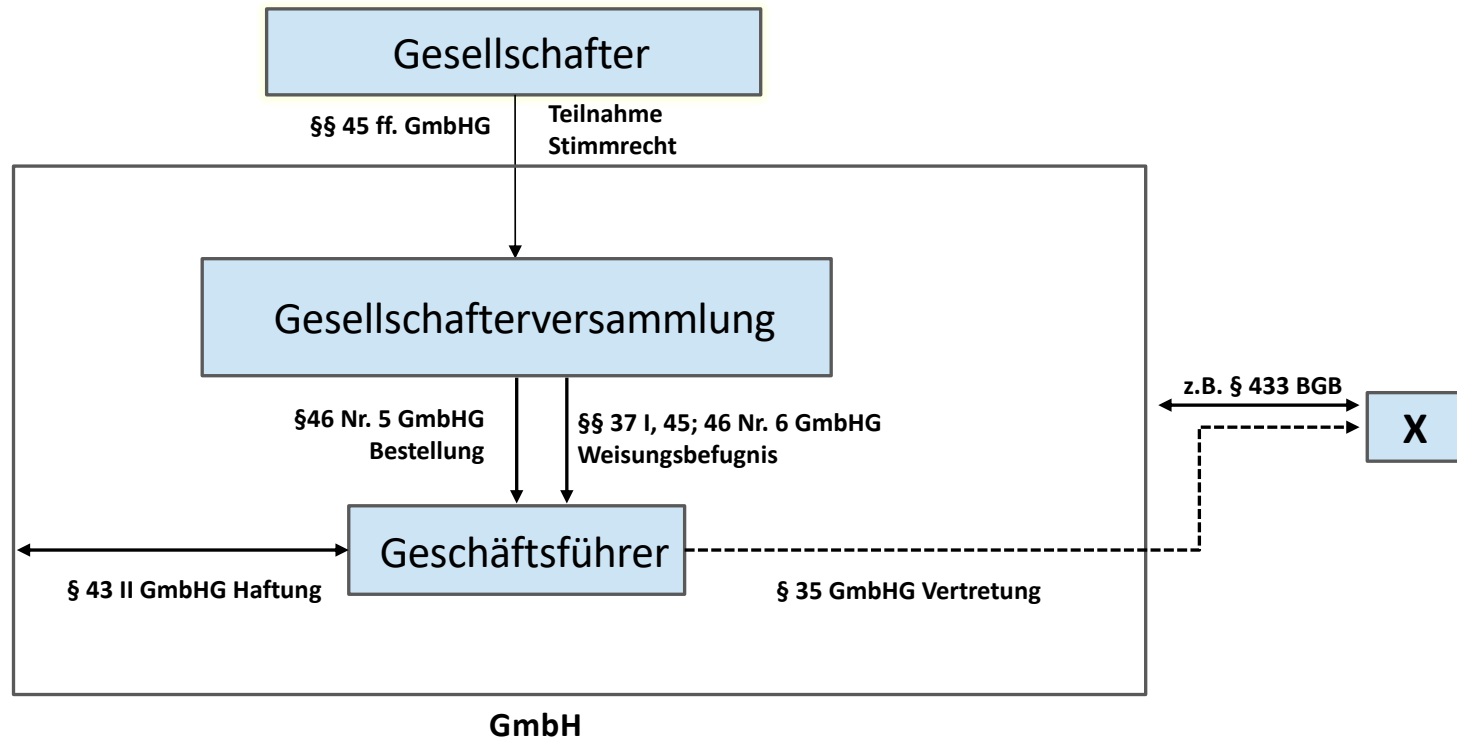 Gesellschafter
§§ 45 ff. GmbHG
Teilnahme
Stimmrecht
Gesellschafterversammlung
§46 Nr. 5 GmbHG
Bestellung
§§ 37 I, 45; 46 Nr. 6 GmbHG
Weisungsbefugnis
z.B. § 433 BGB
X
Geschäftsführer
§ 43 II GmbHG Haftung
§ 35 GmbHG Vertretung
GmbH